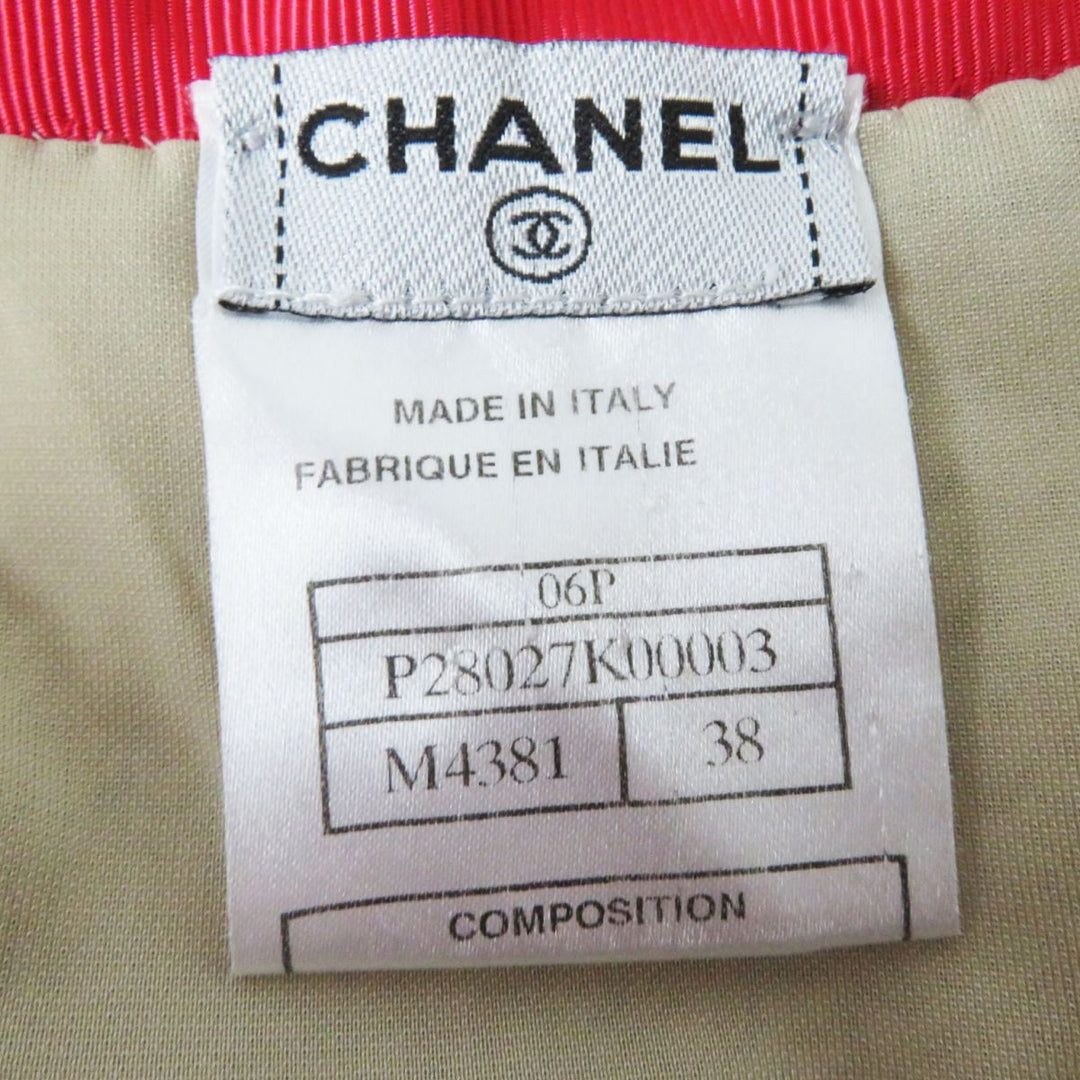 CHANEL
MADE IN ITALY
FABRIQUE EN ITALIE
06P
P28027K00003
M4381 38
COMPOSITION